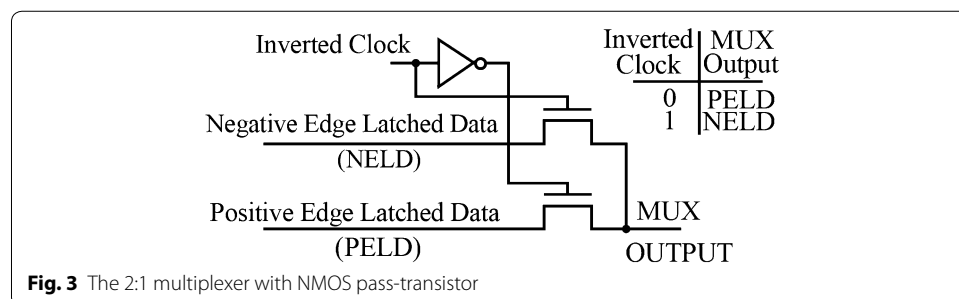 Inverted Clock
Inverted MUX
Clock Output
0 PELD
1 NELD
Negative Edge Latched Data
(NELD)
Positive Edge Latched Data
(PELD)
MUX
OUTPUT
Fig. 3 The 2:1 multiplexer with NMOS pass-transistor